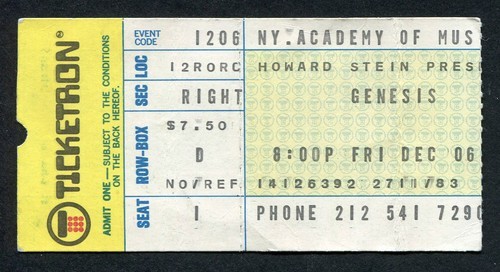 TICKETRON
ADMIT ONE—SUBJECT TO THE CONDITIONS
ON THE BACK HEREOF.
EVENT CODE
SEC LOC
ROW-BOX
SEAT
1206 NY. ACADEMY OF MUS
12RORC HOWARD STEIN PRES
RIGHT GENESIS
$7.50
D 8:00P FRI DEC 06
NO/REF. 14126392
1 PHONE 212 541 7290